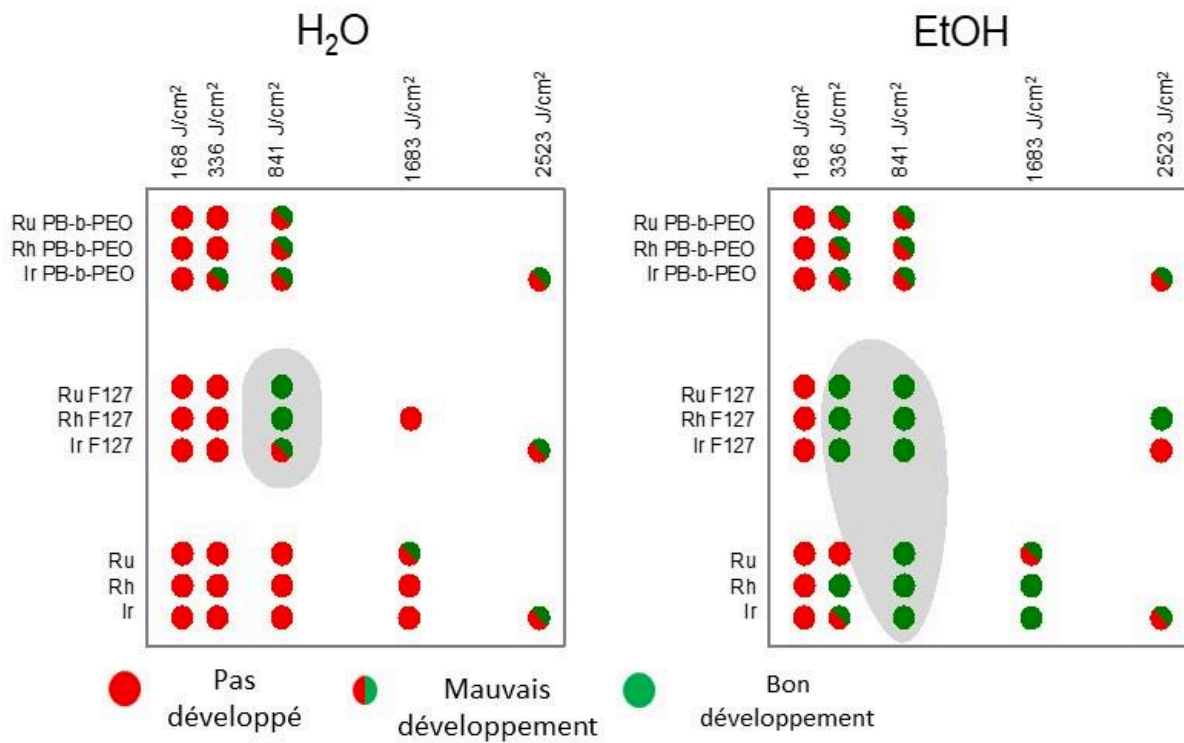 H₂O
168 J/cm²
336 J/cm²
841 J/cm²
1683 J/cm²
2523 J/cm²
Ru PB-b-PEO
Rh PB-b-PEO
Ir PB-b-PEO
Ru F127
Rh F127
Ir F127
Ru
Rh
Ir
EtOH
168 J/cm²
336 J/cm²
841 J/cm²
1683 J/cm²
2523 J/cm²
Ru PB-b-PEO
Rh PB-b-PEO
Ir PB-b-PEO
Ru F127
Rh F127
Ir F127
Ru
Rh
Ir
Pas
développé
Mauvais
développement
Bon
développement